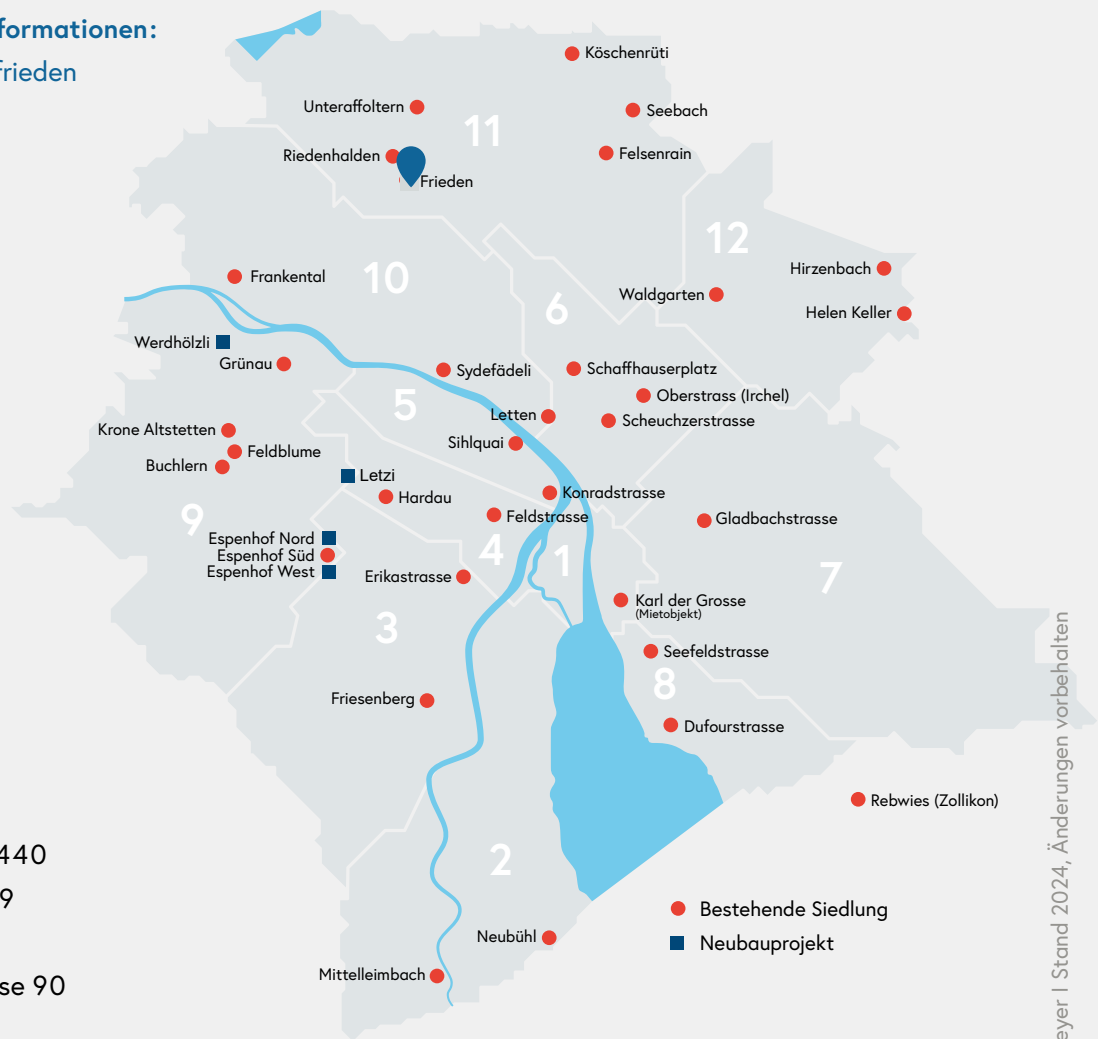 formationen:
frieden
Köschenrüti
Unteraffoltern
Seebach
11
Riedenhalden
Felsenrain
Frieden
12
Hirzenbach
Frankental
10
Waldgarten
6
Helen Keller
Werdhölzli
Grünau
Sydefädeli
Schaffhauserplatz
Oberstrass (Irchel)
5
Letten
Scheuchzerstrasse
Krone Altstetten
Sihlquai
Feldblume
Buchlern
Letzi
Hardau
Konradstrasse
9
Feldstrasse
Gladbachstrasse
Espenhof Nord
Espenhof Süd
4
1
Espenhof West
Erikastrasse
7
Karl der Grosse
(Mietobjekt)
3
Seefeldstrasse
8
Friesenberg
Dufourstrasse
Rebwies (Zollikon)
440
2
9
Bestehende Siedlung
Neubühl
Neubauprojekt
Mittelleimbach
se 90
eyer I Stand 2024, Änderungen vorbehalten